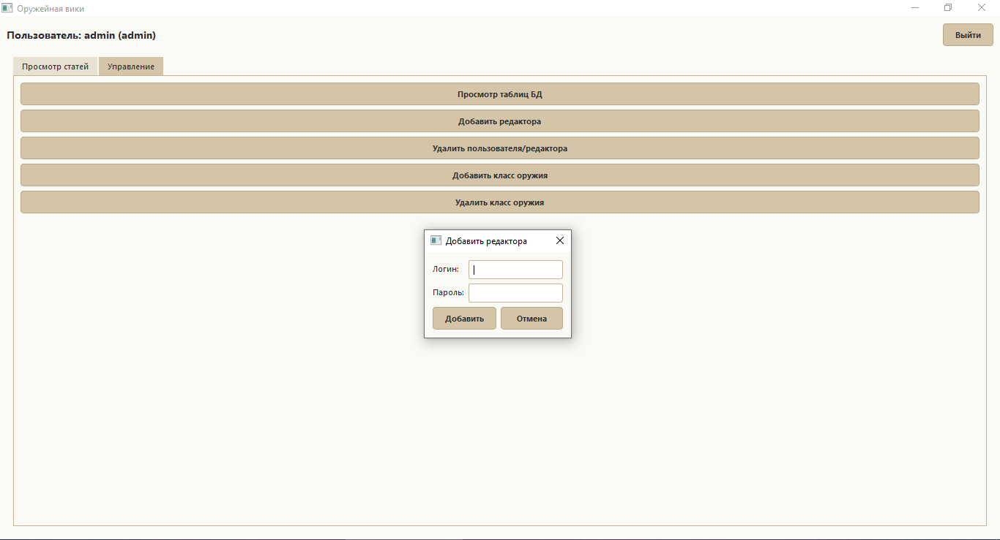 Оружейная вики
Пользователь: admin (admin)
Выйти
Просмотр статей
Управление
Просмотр таблиц БД
Добавить редактора
Удалить пользователя/редактора
Добавить класс оружия
Удалить класс оружия
Добавить редактора
Логин:
Пароль:
Добавить
Отмена